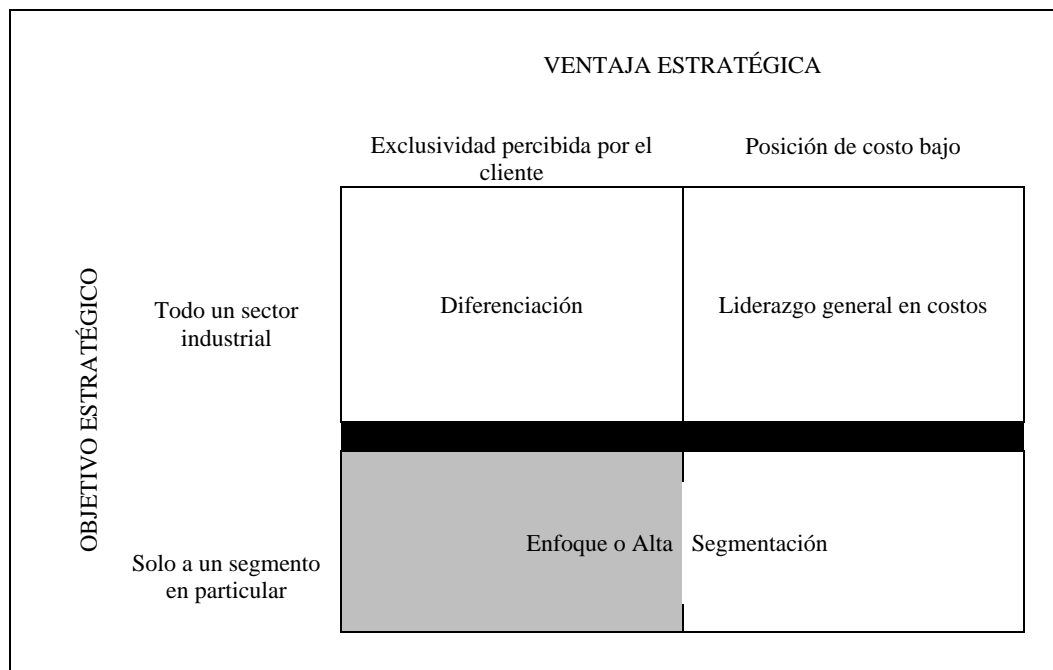 VENTAJA ESTRATÉGICA
Exclusividad percibida por el
cliente
Posición de costo bajo
OBJETIVO ESTRATÉGICO
Todo un sector
industrial
Diferenciación
Liderazgo general en costos
Solo a un segmento
en particular
Enfoque o Alta Segmentación